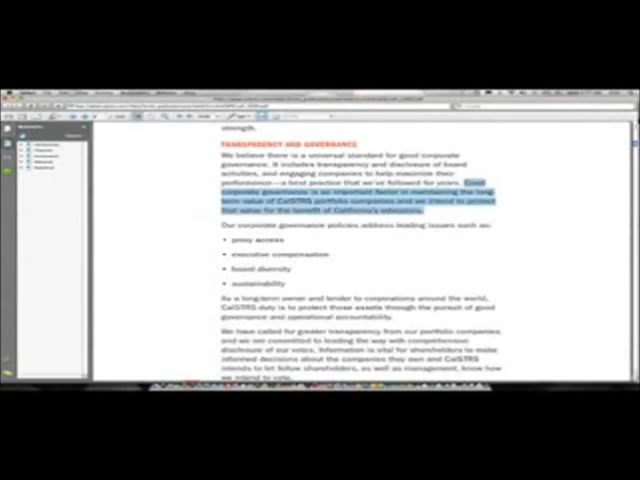 strength.
TRANSPARENCY AND GOVERNANCE
We believe there is a universal standard for good corporate
governance. It includes transparency and disclosure of board
activities, and engaging companies to help maximize their
performance—a best practice that we've followed for years. Good
corporate governance is an important factor in maintaining the long-
term value of CalSTRS portfolio companies and we intend to protect
that value for the benefit of California's educators.
Our corporate governance policies address leading issues such as:
• proxy access
• executive compensation
• board diversity
• sustainability
As a long-term owner and lender to corporations around the world,
CalSTRS duty is to protect those assets through the pursuit of good
governance and operational accountability.
We have called for greater transparency from our portfolio companies
and we are committed to leading the way with comprehensive
disclosure of our votes. Information is vital for shareholders to make
informed decisions about the companies they own and CalSTRS
intends to let fellow shareholders, as well as management, know how
we intend to vote.